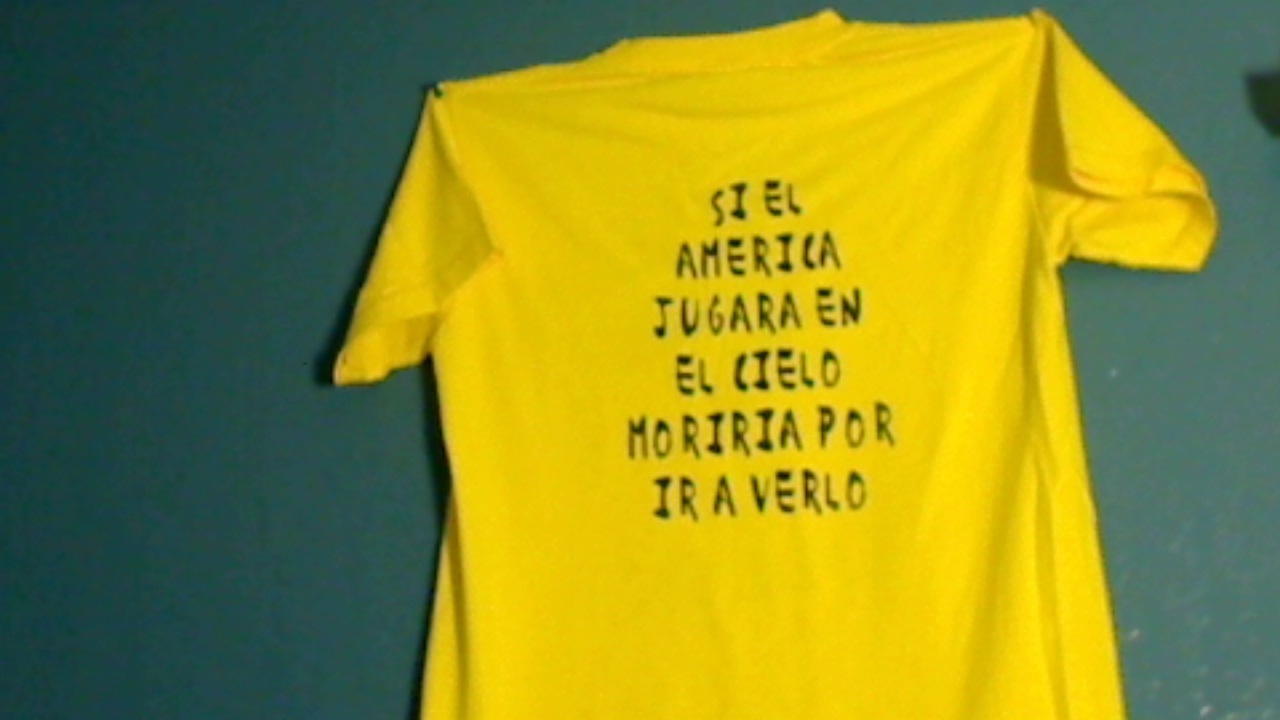 SI EL
AMERICA
JUGARA EN
EL CIELO
MORIRIA POR
IR A VERLO